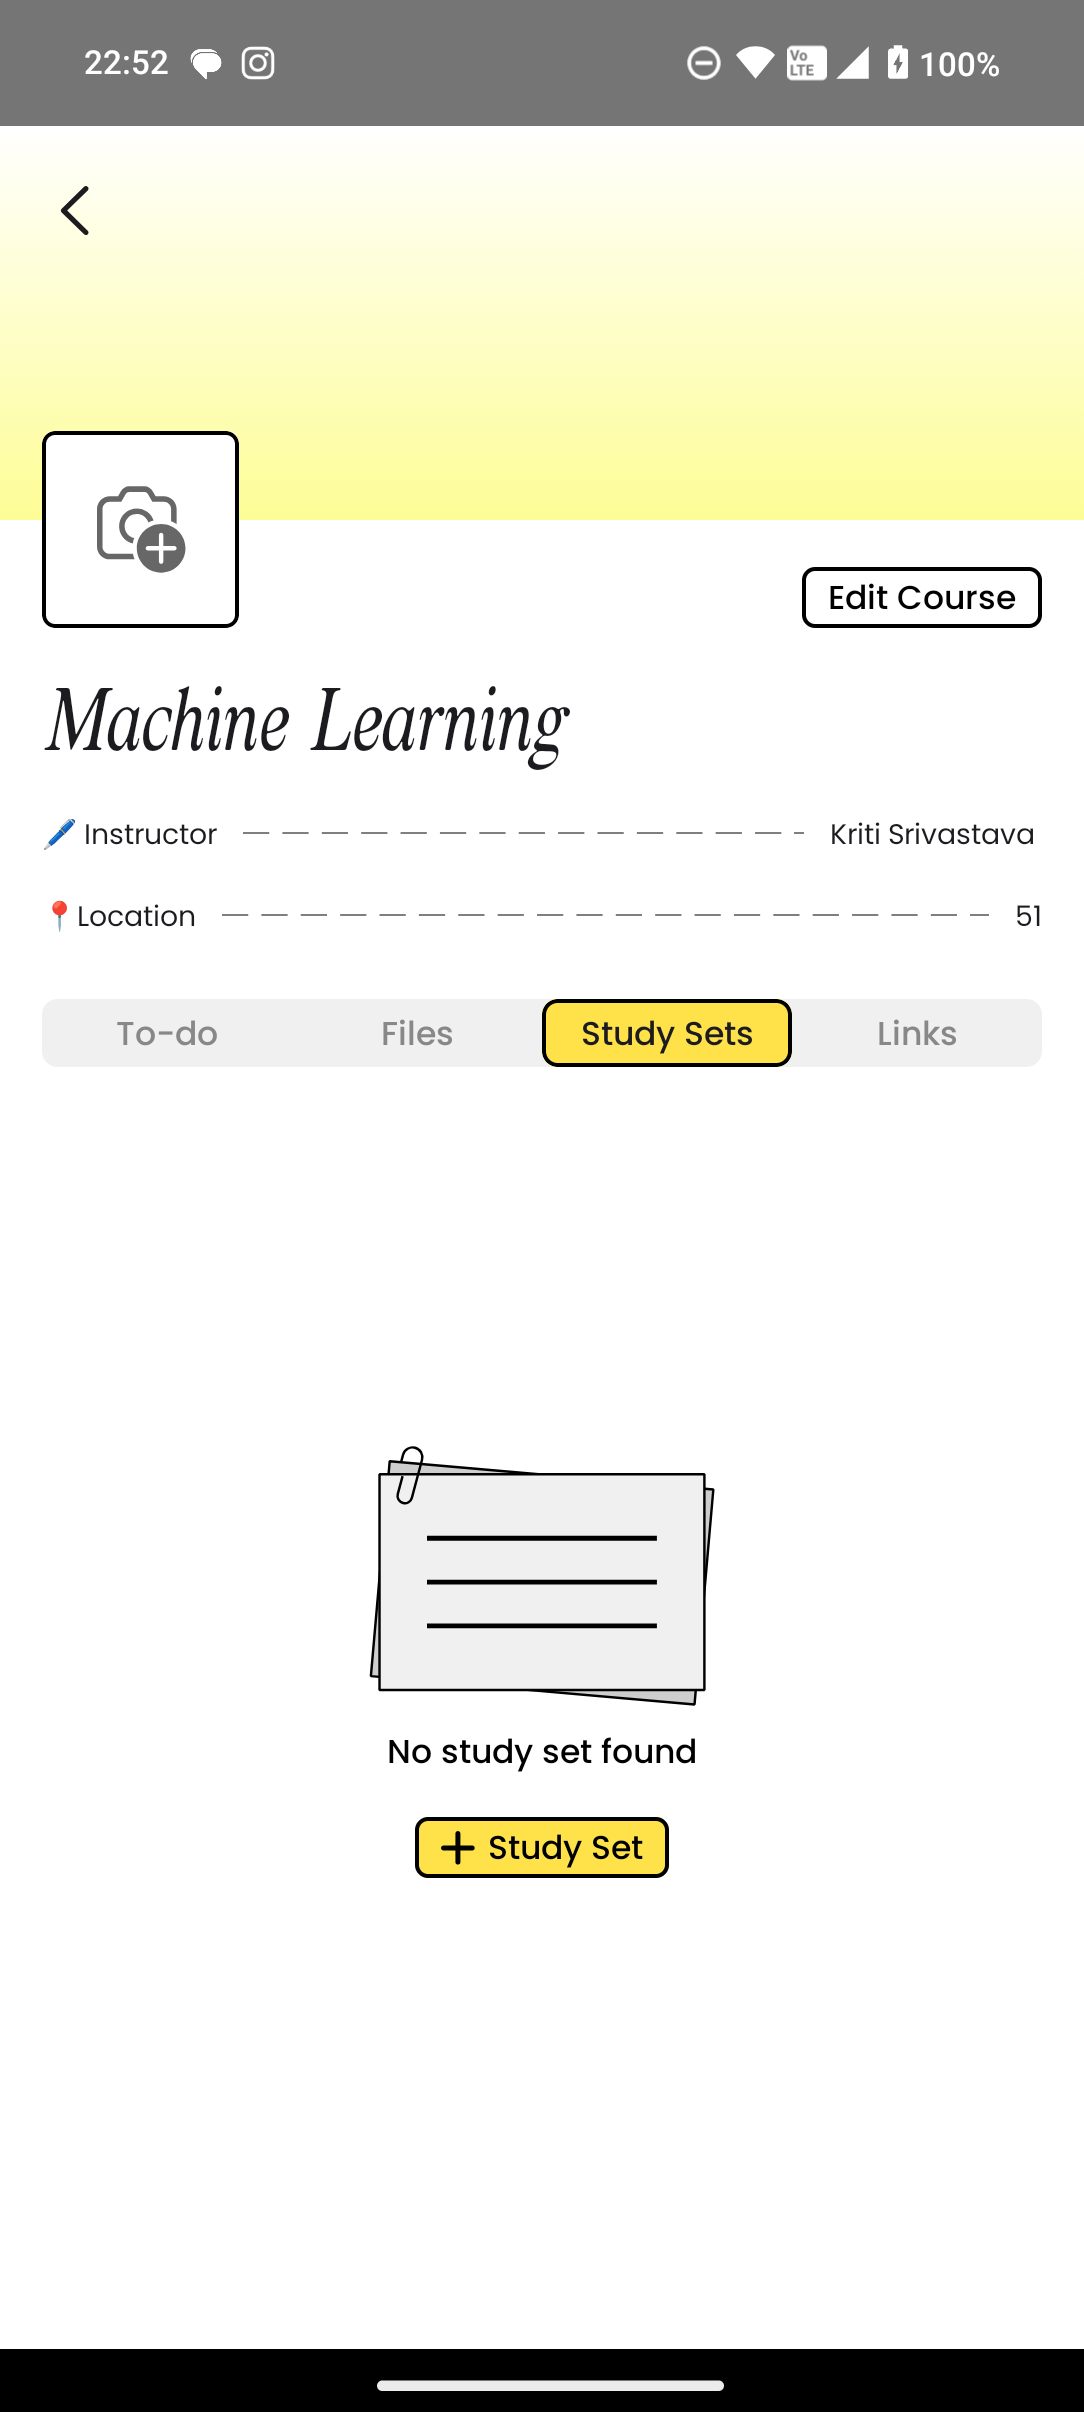 22:52 Vo LTE 100%
Edit Course
Machine Learning
Instructor Kriti Srivastava
Location 51
To-do Files Study Sets Links
No study set found
+ Study Set